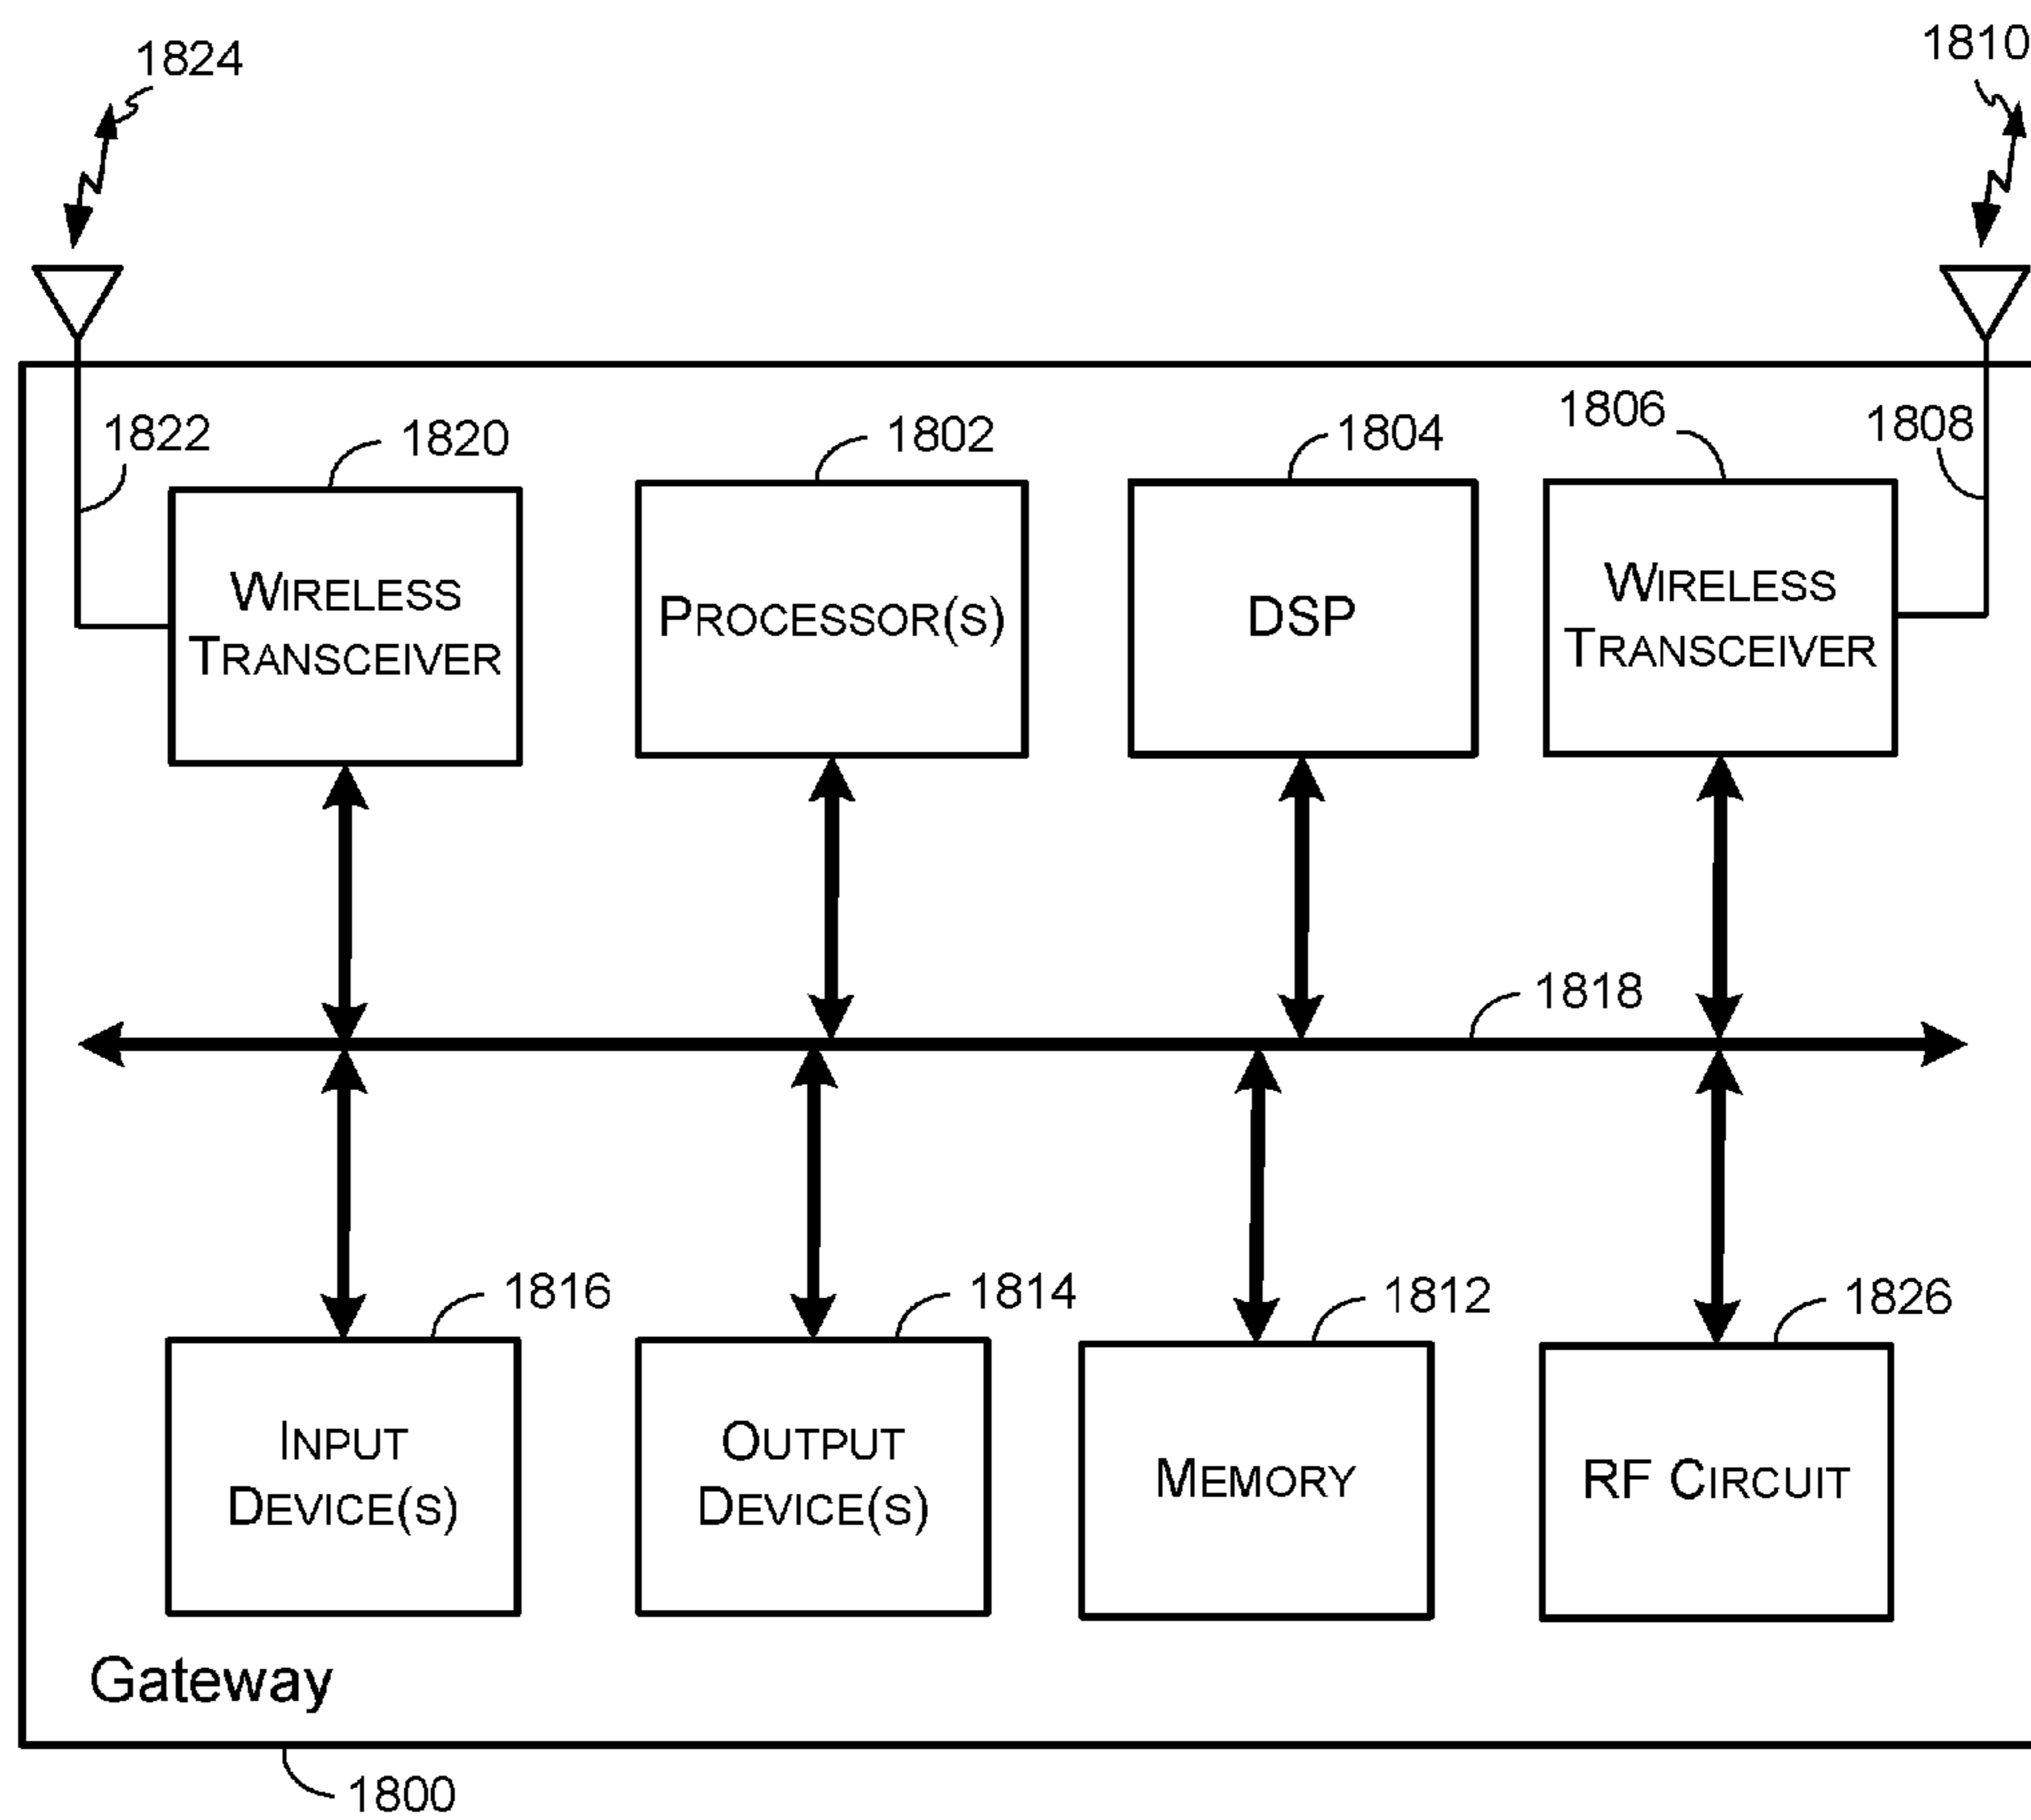 1824
1810
1822
1820
1802
1804
1806
1808
WIRELESS
TRANSCEIVER
PROCESSOR(S)
DSP
WIRELESS
TRANSCEIVER
1818
1816
1814
1812
1826
INPUT
DEVICE(S)
OUTPUT
DEVICE(S)
MEMORY
RF CIRCUIT
Gateway
1800